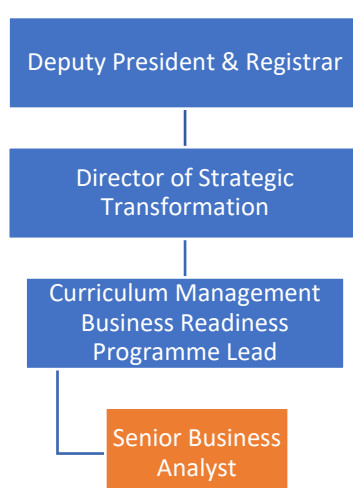 Deputy President & Registrar
Director of Strategic
Transformation
Curriculum Management
Business Readiness
Programme Lead
Senior Business
Analyst